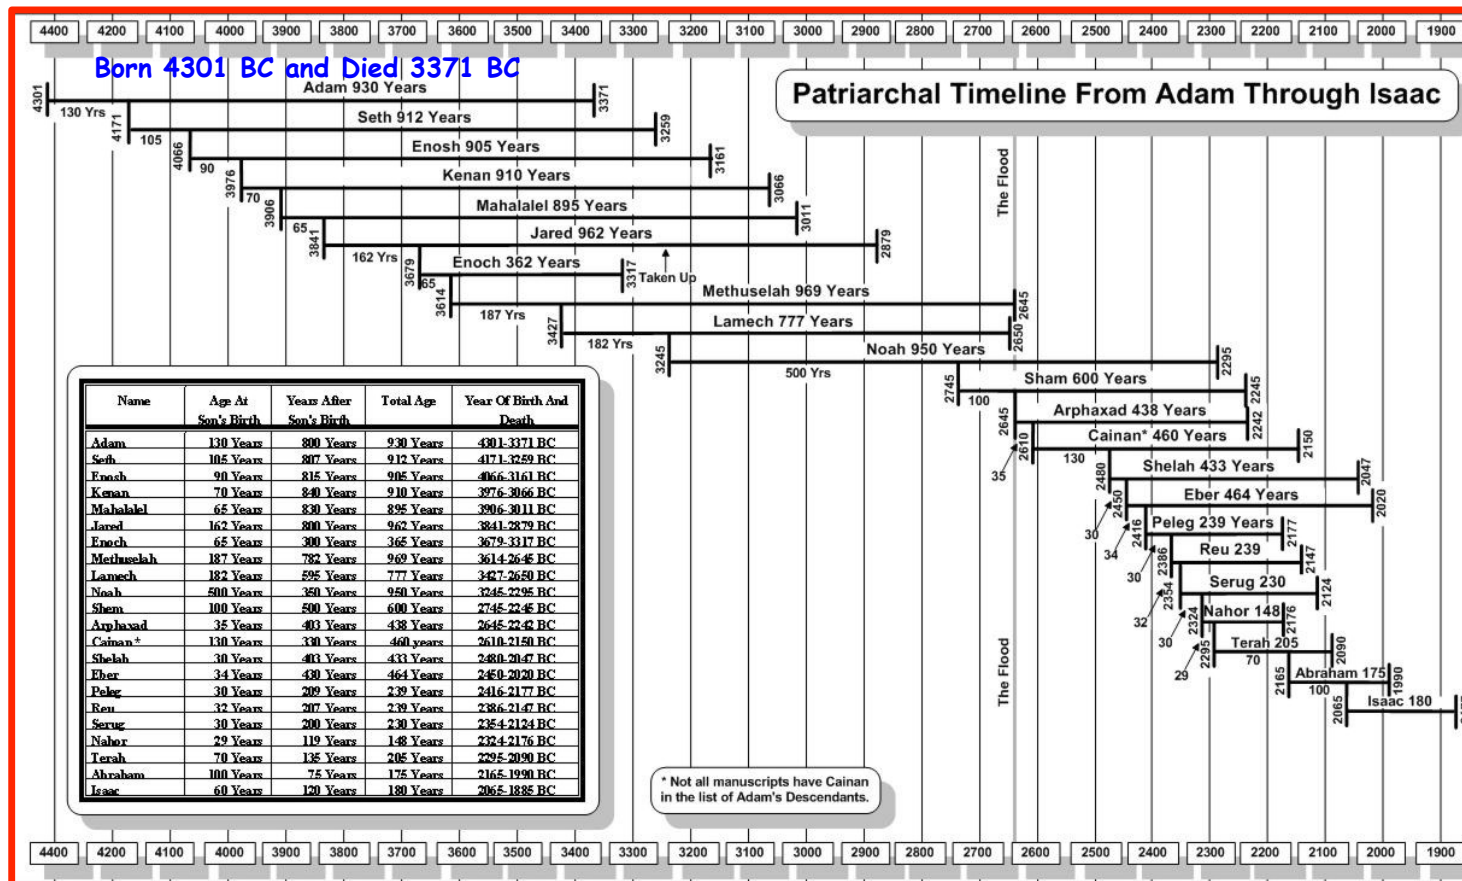 4400 4200 4100 4000 3900 3800 3700 3600 3500 3400 3300 3200 3100 3000 2900 2800 2700 2600 2500 2400 2300 2200 2100 2000 1900
Born 4301 BC and Died 3371 BC
Patriarchal Timeline From Adam Through Isaac
4301 Adam 930 Years 3371
130 Yrs
4171 Seth 912 Years 3259
105
4066 Enosh 905 Years 3161
90
3976 Kenan 910 Years 3066
70
3906 Mahalalel 895 Years 3011
65
3841 Jared 962 Years 2879
162 Yrs
3679 Enoch 362 Years 3317
Taken Up
65
3614 Methuselah 969 Years 2645
187 Yrs
3427 Lamech 777 Years 2650
182 Yrs
3245 Noah 950 Years 2295
500 Yrs
2745 Sham 600 Years 2245
100
2645 Arphaxad 438 Years 2242
35
2610 Cainan* 460 Years 2150
130
2480 Shelah 433 Years 2047
30
2450 Eber 464 Years 2020
34
2416 Peleg 239 Years 2177
30
2386 Reu 239 2147
32
2354 Serug 230 2124
30
2324 Nahor 148 2176
29
2295 Terah 205 2090
70
2165 Abraham 175 1990
100
2065 Isaac 180
The Flood
The Flood
Name Age At Son's Birth Years After Son's Birth Total Age Year Of Birth And Death
Adam 130 Years 800 Years 930 Years 4301-3371 BC
Seth 105 Years 807 Years 912 Years 4171-3259 BC
Enosh 90 Years 815 Years 905 Years 4066-3161 BC
Kenan 70 Years 840 Years 910 Years 3976-3066 BC
Mahalalel 65 Years 830 Years 895 Years 3906-3011 BC
Jared 162 Years 800 Years 962 Years 3841-2879 BC
Enoch 65 Years 300 Years 365 Years 3679-3317 BC
Methuselah 187 Years 782 Years 969 Years 3614-2645 BC
Lamech 182 Years 595 Years 777 Years 3427-2650 BC
Noah 500 Years 350 Years 950 Years 3245-2295 BC
Shem 100 Years 500 Years 600 Years 2745-2245 BC
Arphaxad 35 Years 403 Years 438 Years 2645-2242 BC
Cainan * 130 Years 330 Years 460 years 2610-2150 BC
Shelah 30 Years 403 Years 433 Years 2480-2047 BC
Eber 34 Years 430 Years 464 Years 2450-2020 BC
Peleg 30 Years 209 Years 239 Years 2416-2177 BC
Reu 32 Years 207 Years 239 Years 2386-2147 BC
Serug 30 Years 200 Years 230 Years 2354-2124 BC
Nahor 29 Years 119 Years 148 Years 2324-2176 BC
Terah 70 Years 135 Years 205 Years 2295-2090 BC
Abraham 100 Years 75 Years 175 Years 2165-1990 BC
Isaac 60 Years 120 Years 180 Years 2065-1885 BC
* Not all manuscripts have Cainan
in the list of Adam's Descendants.
4400 4200 4100 4000 3900 3800 3700 3600 3500 3400 3300 3200 3100 3000 2900 2800 2700 2600 2500 2400 2300 2200 2100 2000 1900